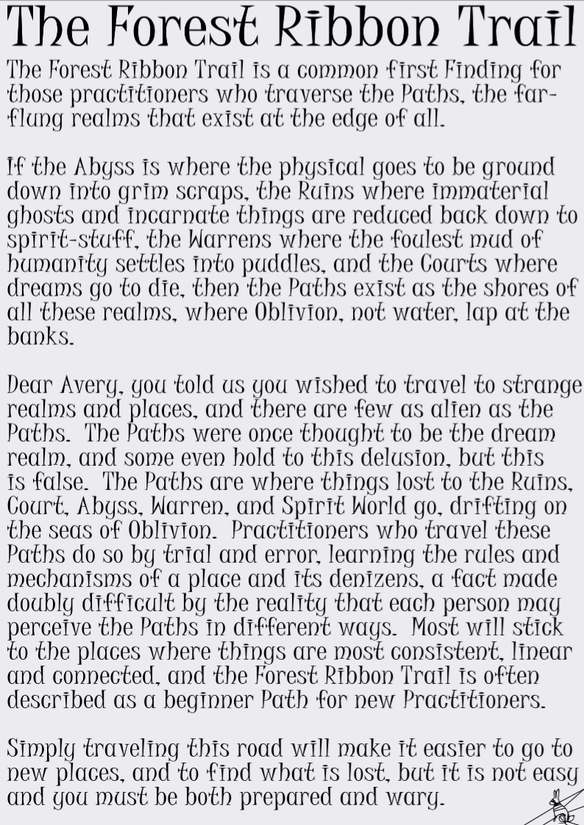 The Forest Ribbon Trail
The Forest Ribbon Trail is a common first Finding for
those practitioners who traverse the Paths, the far-
flung realms that exist at the edge of all.
If the Abyss is where the physical goes to be ground
down into grim scraps, the Ruins where immaterial
ghosts and incarnate things are reduced back down to
spirit-stuff, the Warrens where the foulest mud of
humanity settles into puddles, and the Courts where
dreams go to die, then the Paths exist as the shores of
all these realms, where Oblivion, not water, lap at the
banks.
Dear Avery, you told us you wished to travel to strange
realms and places, and there are few as alien as the
Paths. The Paths were once thought to be the dream
realm, and some even hold to this delusion, but this
is false. The Paths are where things lost to the Ruins,
Court, Abyss, Warren, and Spirit World go, drifting on
the seas of Oblivion. Practitioners who travel these
Paths do so by trial and error, learning the rules and
mechanisms of a place and its denizens, a fact made
doubly difficult by the reality that each person may
perceive the Paths in different ways. Most will stick
to the places where things are most consistent, linear
and connected, and the Forest Ribbon Trail is often
described as a beginner Path for new Practitioners.
Simply traveling this road will make it easier to go to
new places, and to find what is lost, but it is not easy
and you must be both prepared and wary.